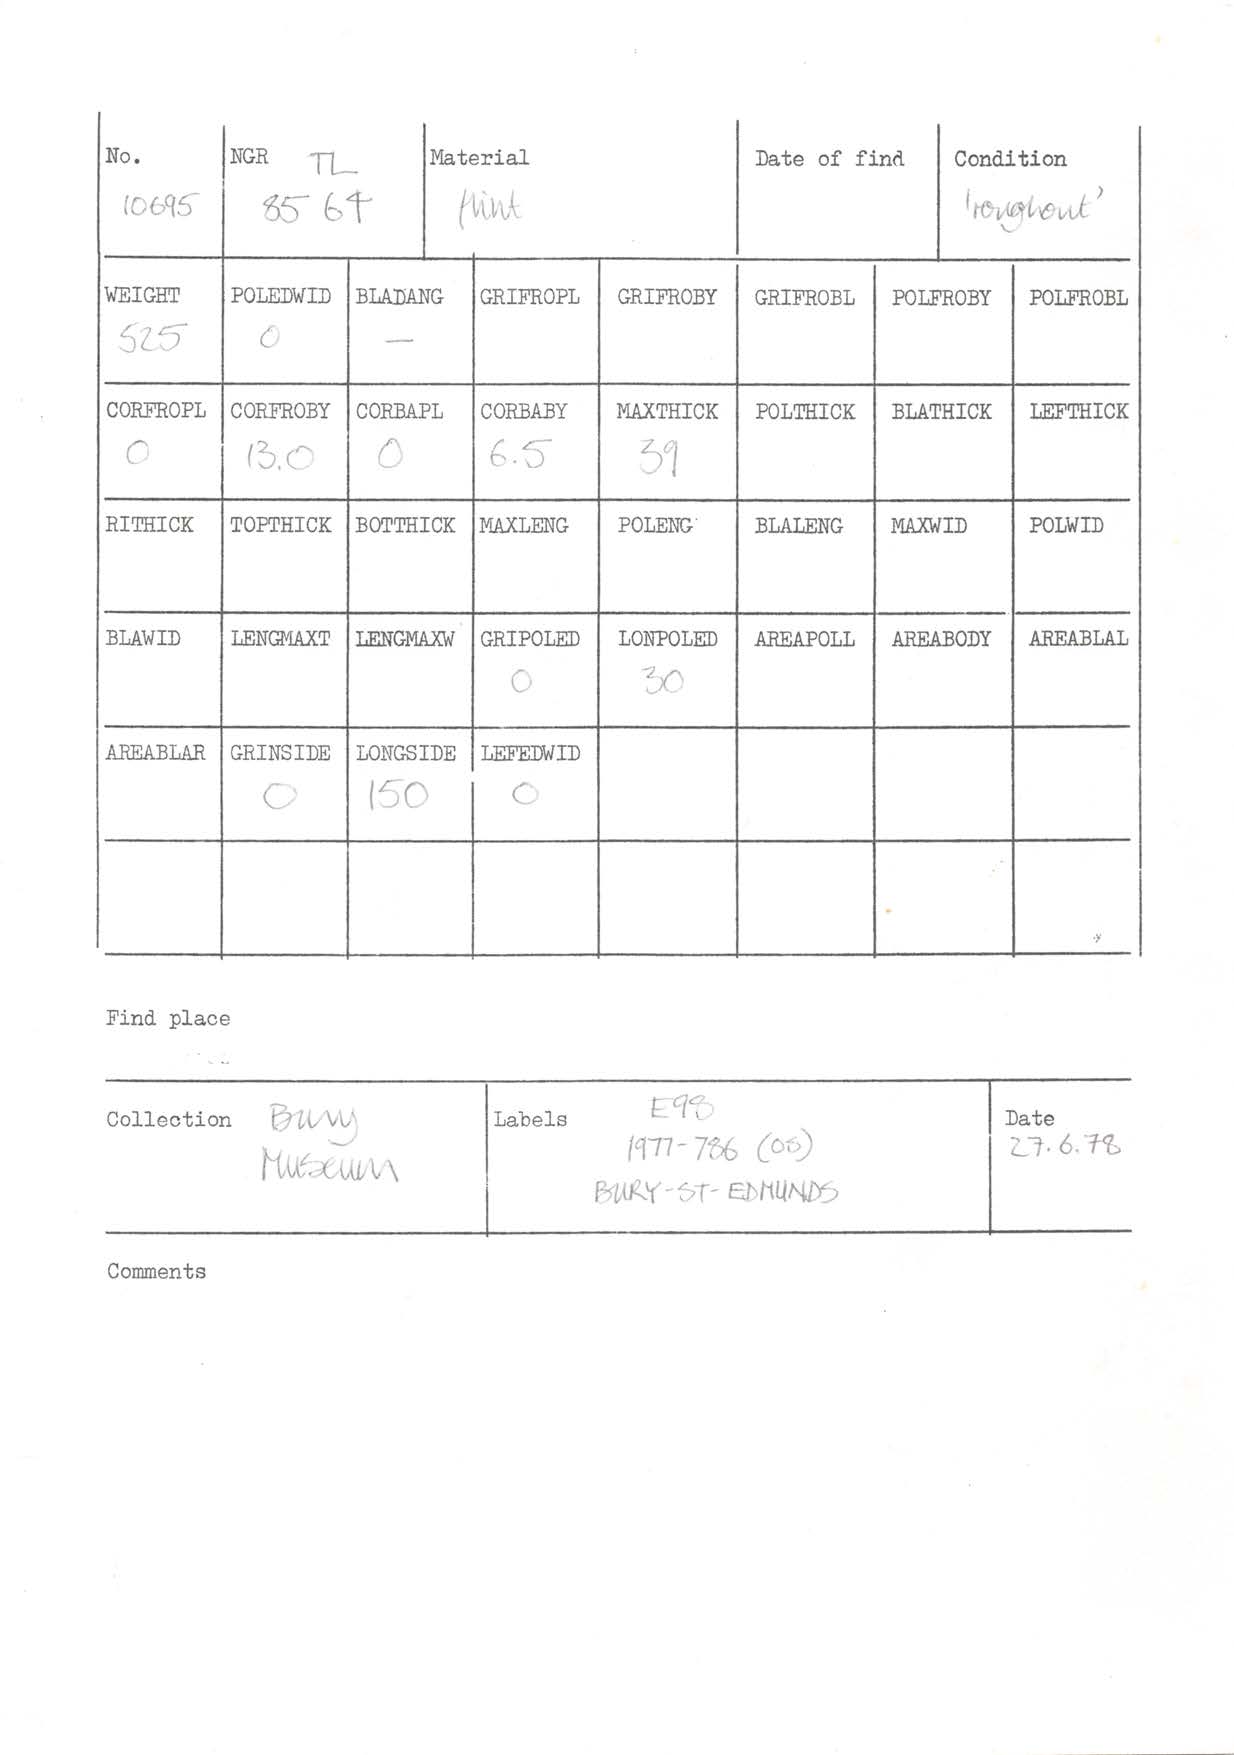 No. NGR TL Material Date of find Condition
10695 85 64 flint 'roughout'
WEIGHT POLEDWID BLADANG GRIFROPL GRIFROBY GRIFROBL POLFROBY POLFROBL
525 0 —
CORFROPL CORFROBY CORBAPL CORBABY MAXTHICK POLTHICK BLATHICK LEFTHICK
0 13.0 0 6.5 39
RITHICK TOPTHICK BOTTHICK MAXLENG POLENG BLALENG MAXWID POLWID
BLAWID LENGMAXT LENGMAXW GRIPOLED LONPOLED AREAPOLL AREABODY AREABLAL
0 30
AREABLAR GRINSIDE LONGSIDE LEFEDWID
0 150 0
Find place
Collection Bury Museum
Labels E98
1977-786 (OS)
BURY-ST-EDMUNDS
Date
27.6.78
Comments